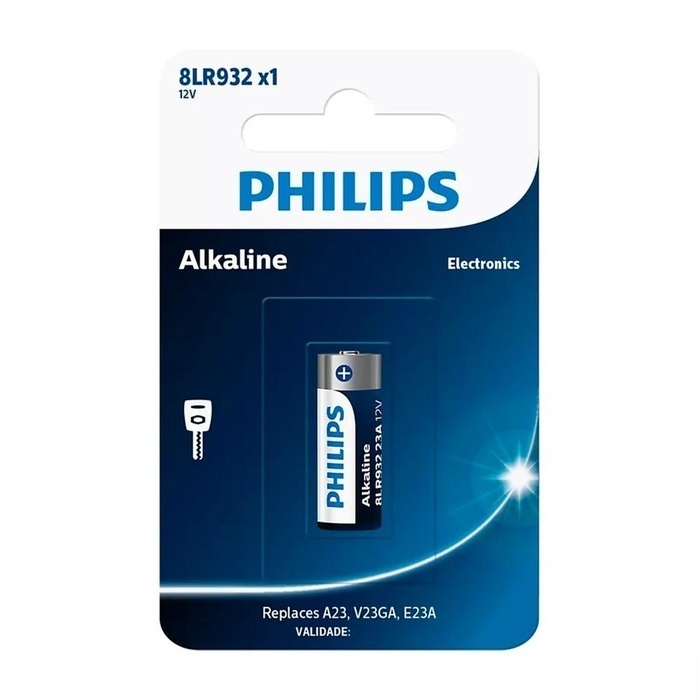 8LR932 x1
12V
PHILIPS
Alkaline
Electronics
+
PHILIPS
Alkaline
8LR932 23A 12V
Replaces A23, V23GA, E23A
VALIDADE: